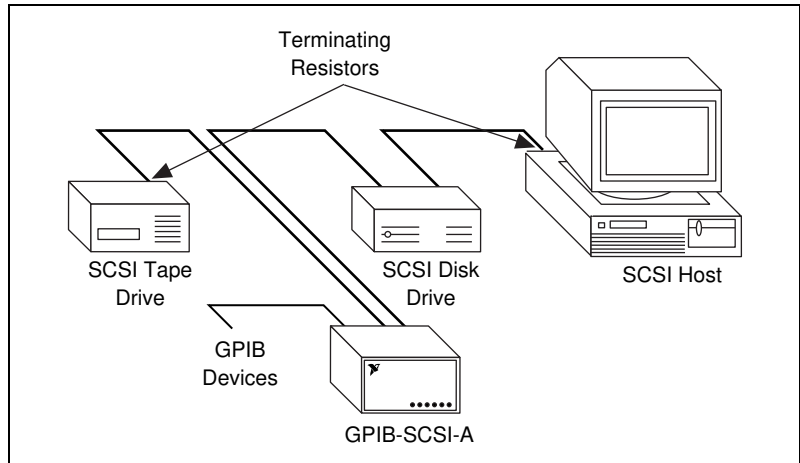 Terminating
Resistors
SCSI Tape
Drive
SCSI Disk
Drive
SCSI Host
GPIB
Devices
GPIB-SCSI-A